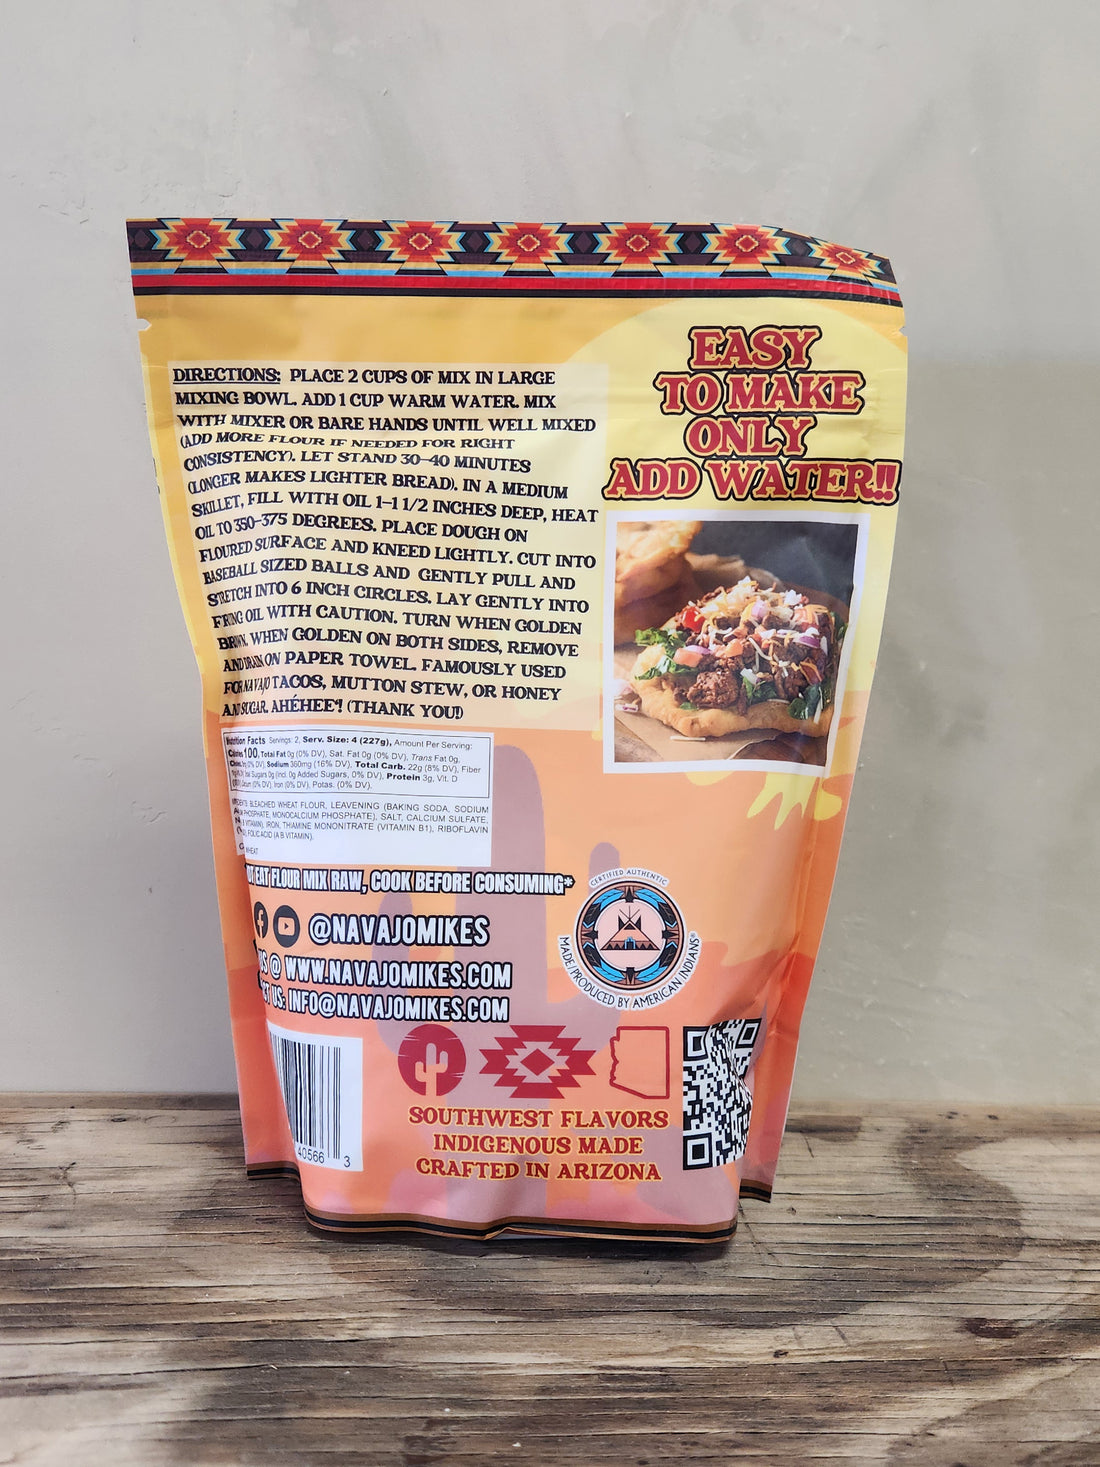 DIRECTIONS: PLACE 2 CUPS OF MIX IN LARGE
MIXING BOWL. ADD 1 CUP WARM WATER. MIX
WITH MIXER OR BARE HANDS UNTIL WELL MIXED
(ADD MORE FLOUR IF NEEDED FOR RIGHT
CONSISTENCY). LET STAND 30-40 MINUTES
(LONGER MAKES LIGHTER BREAD). IN A MEDIUM
SKILLET, FILL WITH OIL 1-1 1/2 INCHES DEEP, HEAT
OIL TO 350-375 DEGREES. PLACE DOUGH ON
FLOURED SURFACE AND KNEED LIGHTLY. CUT INTO
BASEBALL SIZED BALLS AND GENTLY PULL AND
STRETCH INTO 6 INCH CIRCLES. LAY GENTLY INTO
OIL WITH CAUTION. TURN WHEN GOLDEN
WHEN GOLDEN ON BOTH SIDES, REMOVE
AND DRAIN ON PAPER TOWEL. FAMOUSLY USED
FOR NAVAJO TACOS, MUTTON STEW, OR HONEY
AND SUGAR. AHÉHEE'! (THANK YOU!)
EASY
TO MAKE
ONLY
ADD WATER!!
Nutrition Facts Servings: 2, Serv. Size: 4 (227g), Amount Per Serving:
Calories 100, Total Fat 0g (0% DV), Sat. Fat 0g (0% DV), Trans Fat 0g,
(0% DV), Sodium 360mg (16% DV), Total Carb. 22g (8% DV), Fiber
Sugars 0g (Incl. 0g Added Sugars, 0% DV), Protein 3g, Vit. D
(0% DV), Iron (0% DV), Potas. (0% DV).
BLEACHED WHEAT FLOUR, LEAVENING (BAKING SODA, SODIUM
PHOSPHATE, MONOCALCIUM PHOSPHATE), SALT, CALCIUM SULFATE,
VITAMIN), IRON, THIAMINE MONONITRATE (VITAMIN B1), RIBOFLAVIN
FOLIC ACID (A B VITAMIN).
WHEAT
EAT FLOUR MIX RAW, COOK BEFORE CONSUMING*
@NAVAJOMIKES
US @ WWW.NAVAJOMIKES.COM
US: INFO@NAVAJOMIKES.COM
CERTIFIED AUTHENTIC
MADE/PRODUCED BY AMERICAN INDIANS®
40566 3
SOUTHWEST FLAVORS
INDIGENOUS MADE
CRAFTED IN ARIZONA